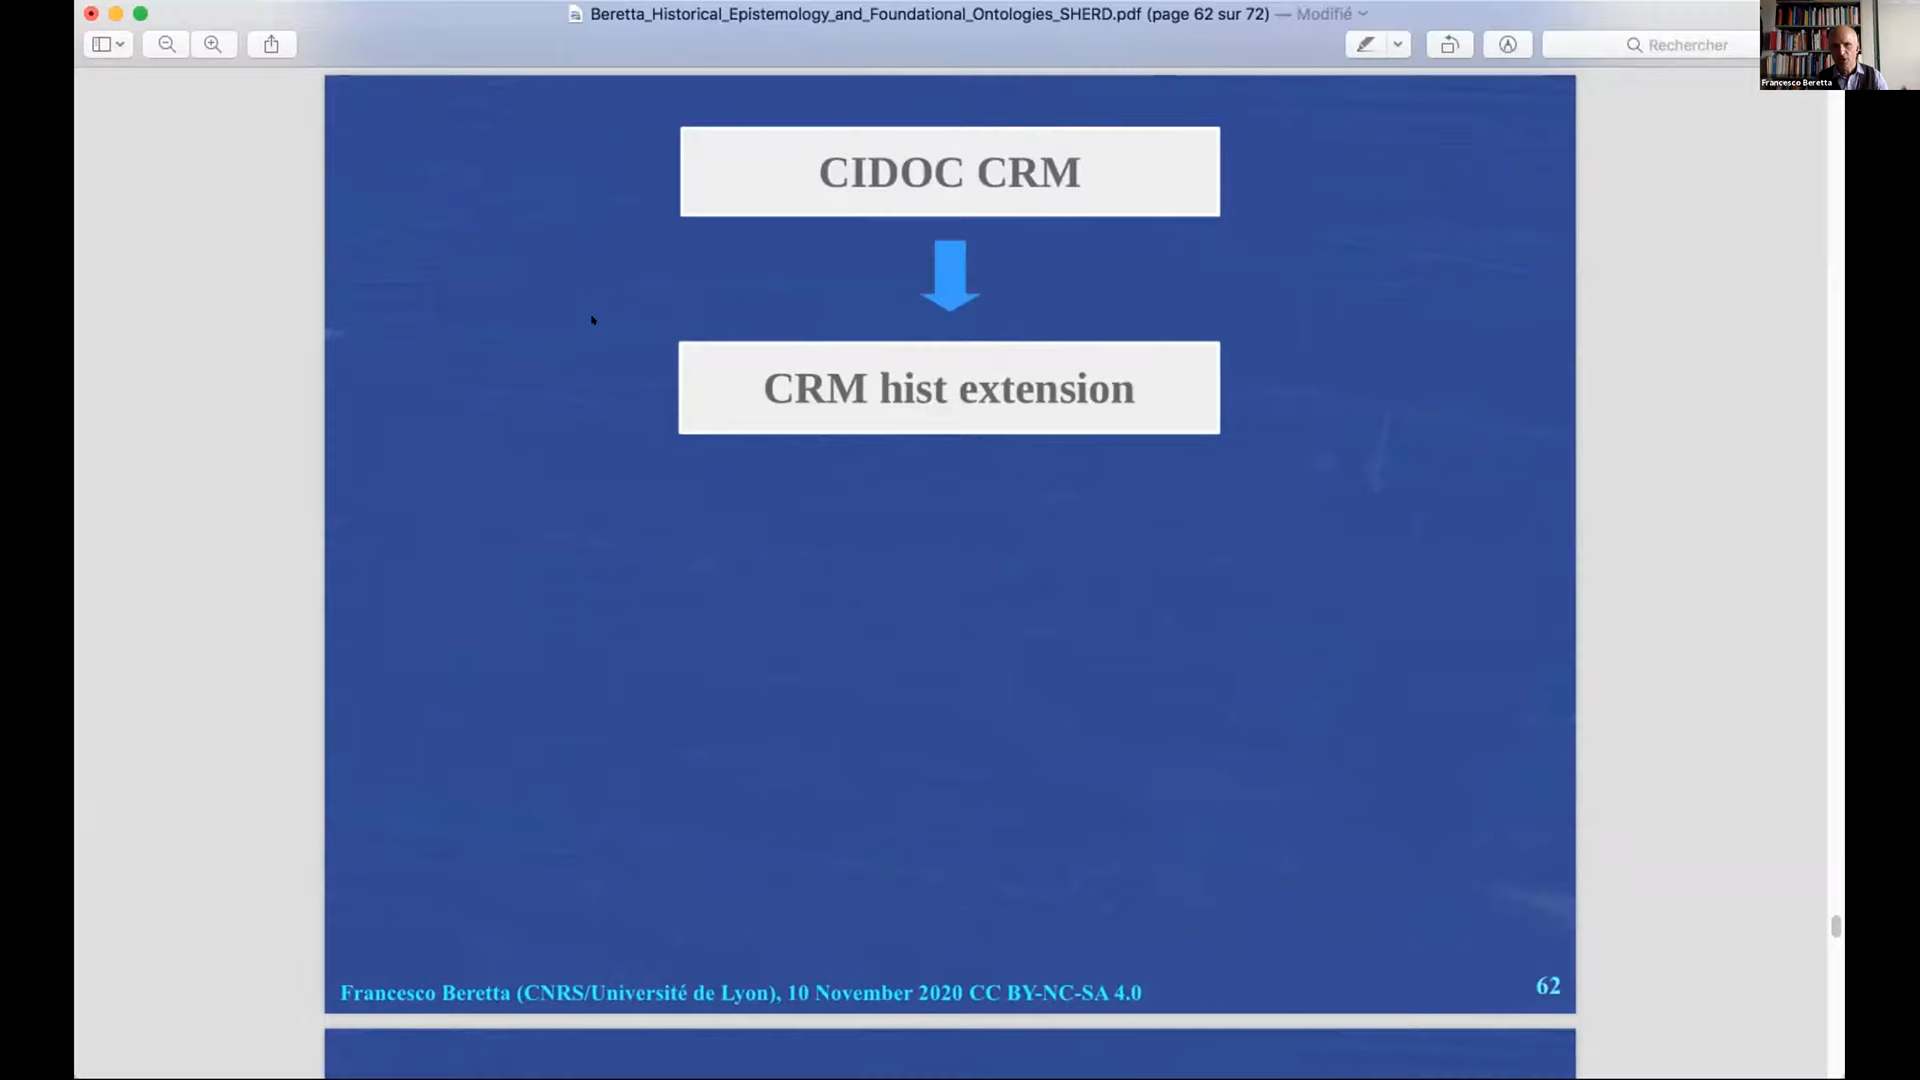 Beretta_Historical_Epistemology_and_Foundational_Ontologies_SHERD.pdf (page 62 sur 72) — Modifié
Rechercher
Francesco Beretta
CIDOC CRM
CRM hist extension
Francesco Beretta (CNRS/Université de Lyon), 10 November 2020 CC BY-NC-SA 4.0
62